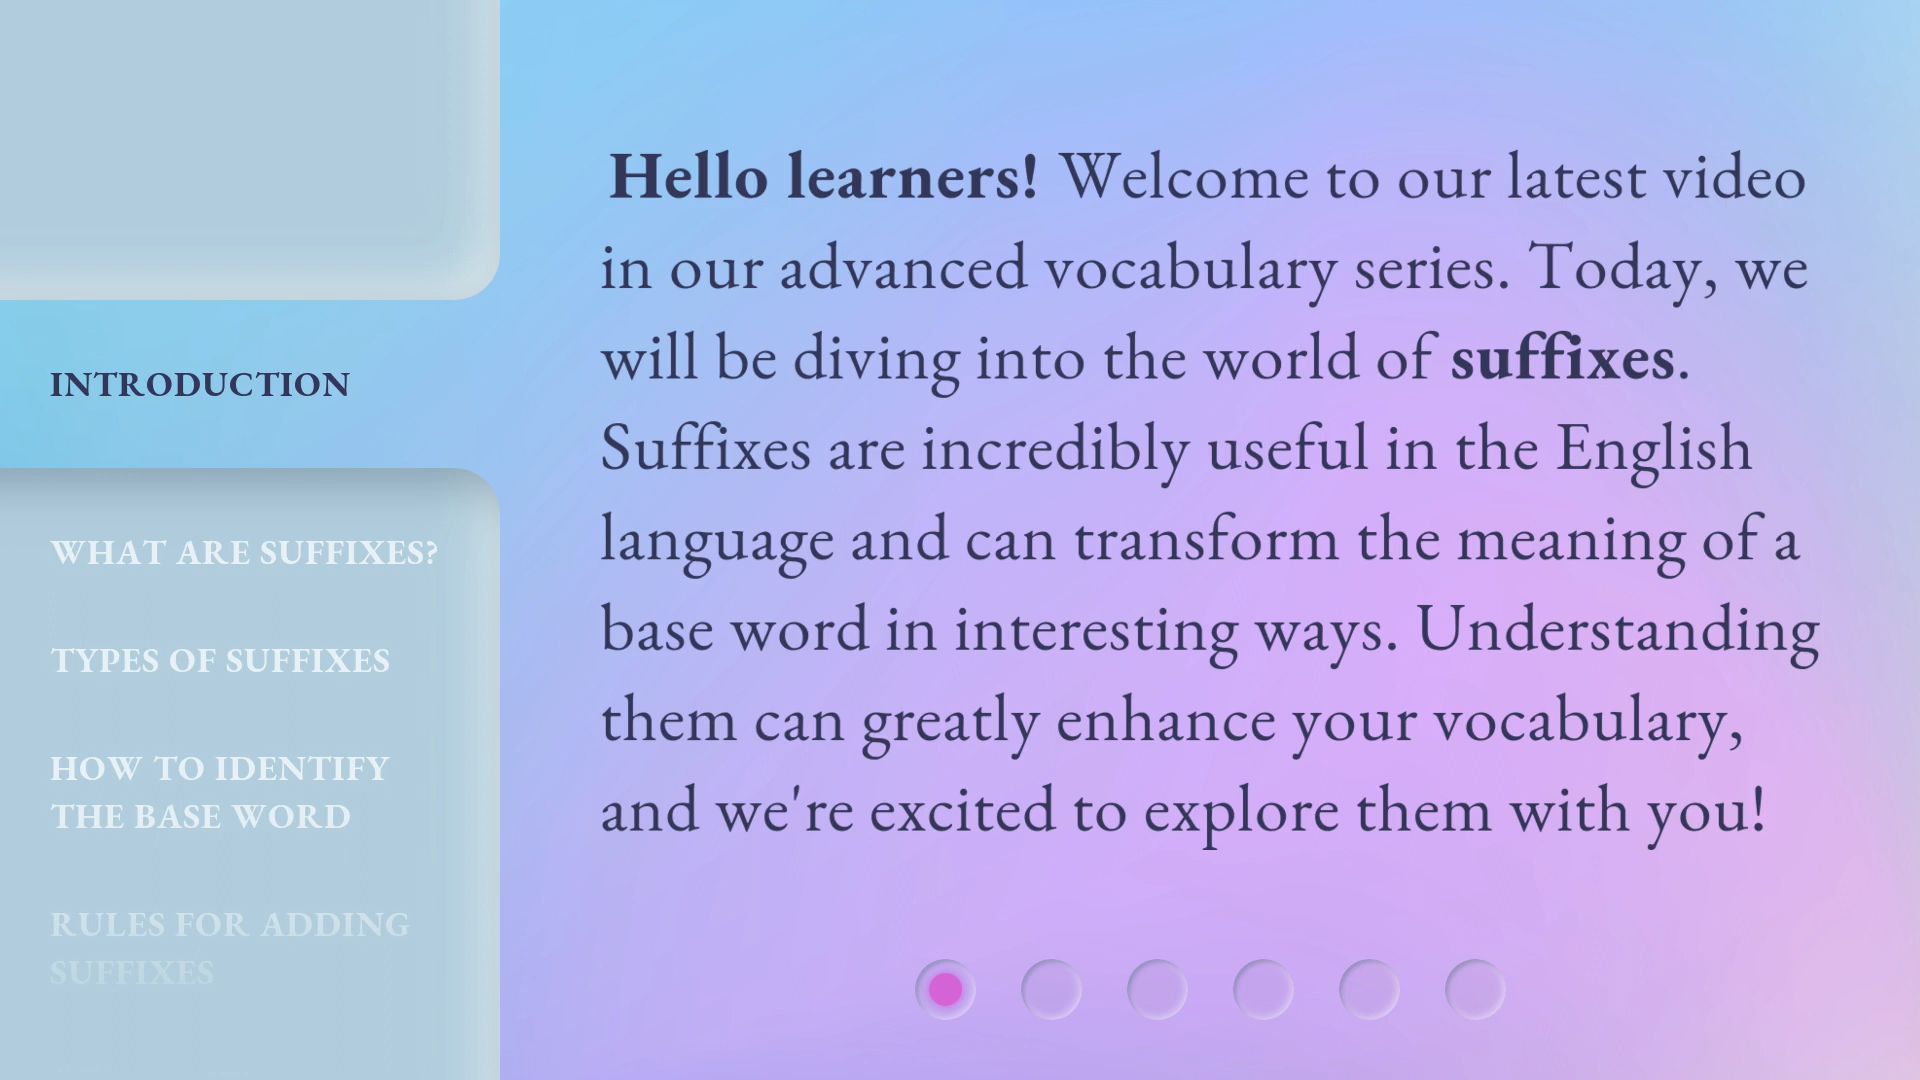 INTRODUCTION
WHAT ARE SUFFIXES?
TYPES OF SUFFIXES
HOW TO IDENTIFY
THE BASE WORD
RULES FOR ADDING
SUFFIXES
Hello learners! Welcome to our latest video
in our advanced vocabulary series. Today, we
will be diving into the world of suffixes.
Suffixes are incredibly useful in the English
language and can transform the meaning of a
base word in interesting ways. Understanding
them can greatly enhance your vocabulary,
and we're excited to explore them with you!